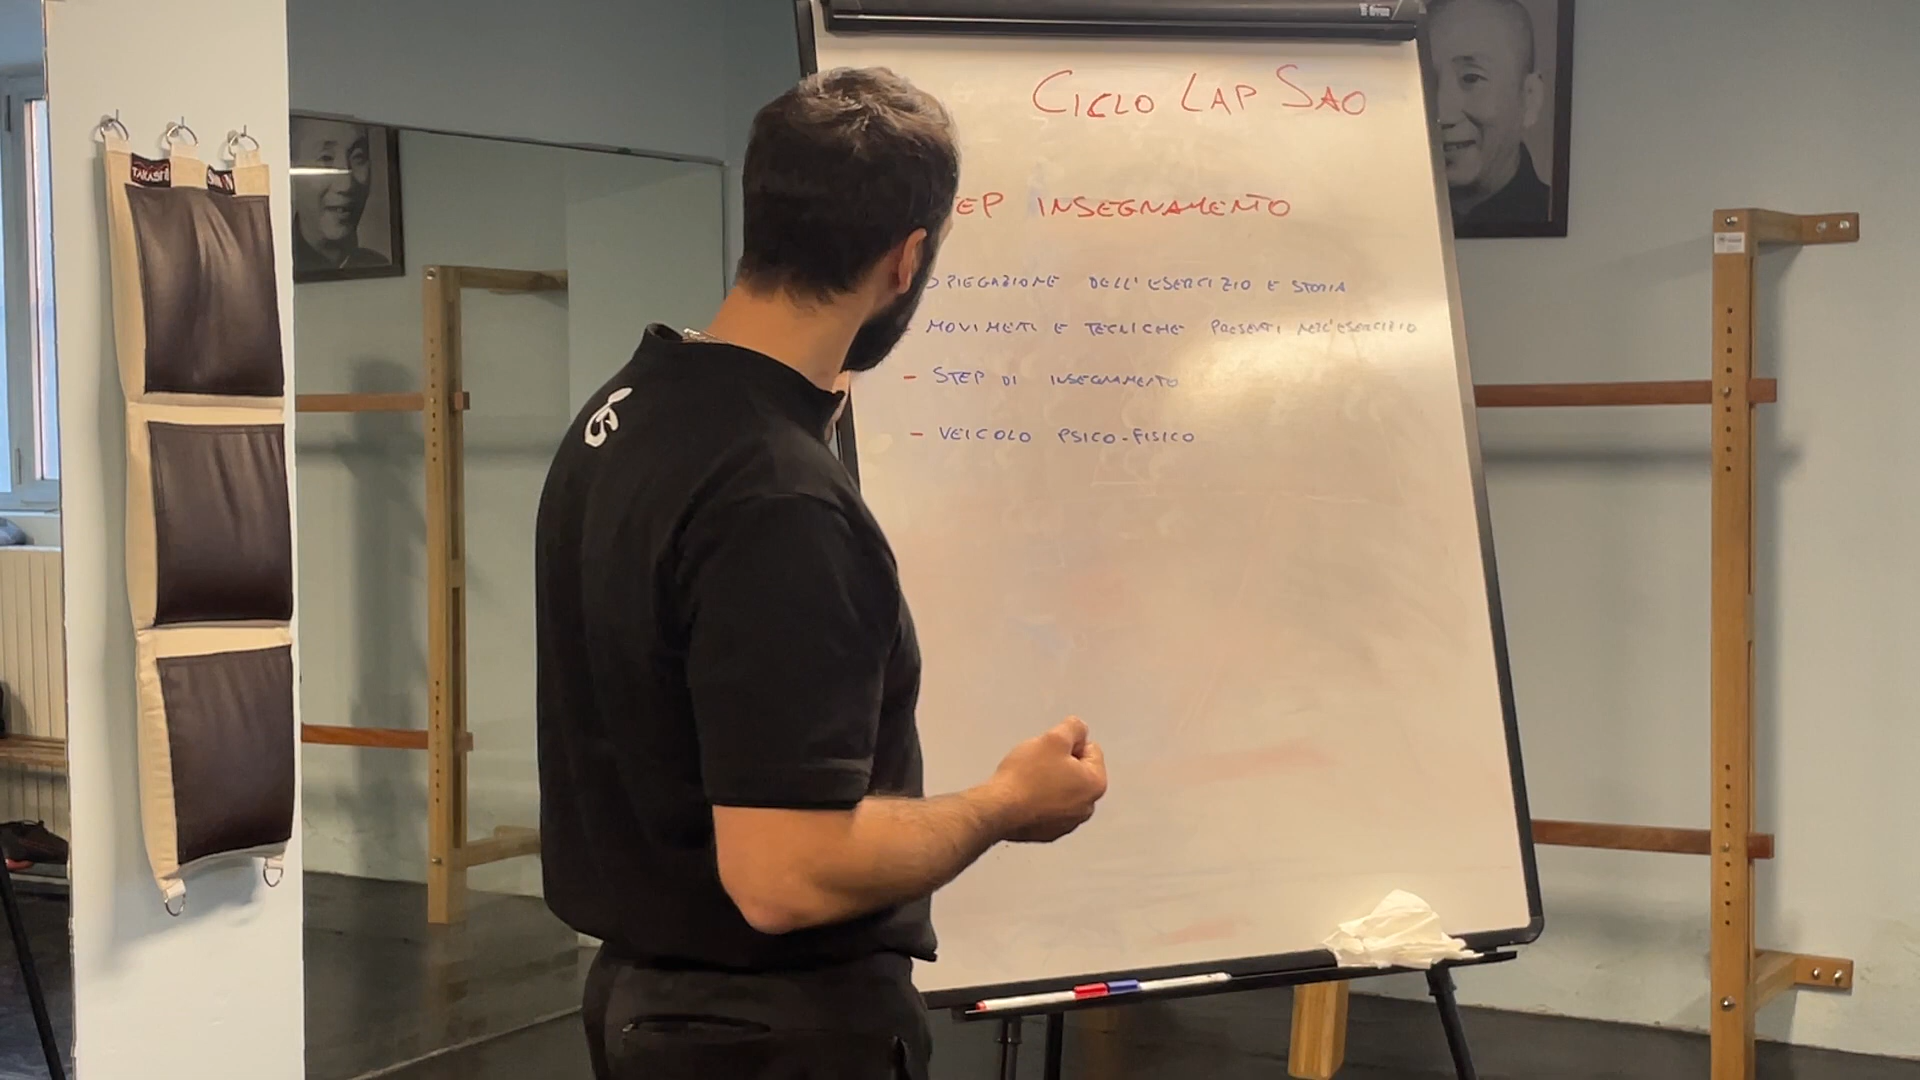 CICLO LAP SAO
TEP INSEGNAMENTO
PIEGAZIONE DELL'ESERCIZIO E STORIA
- MOVIMENTI E TECNICHE PRESENTI NELL'ESERCIZIO
- STEP DI INSEGNAMENTO
- VEICOLO PSICO-FISICO